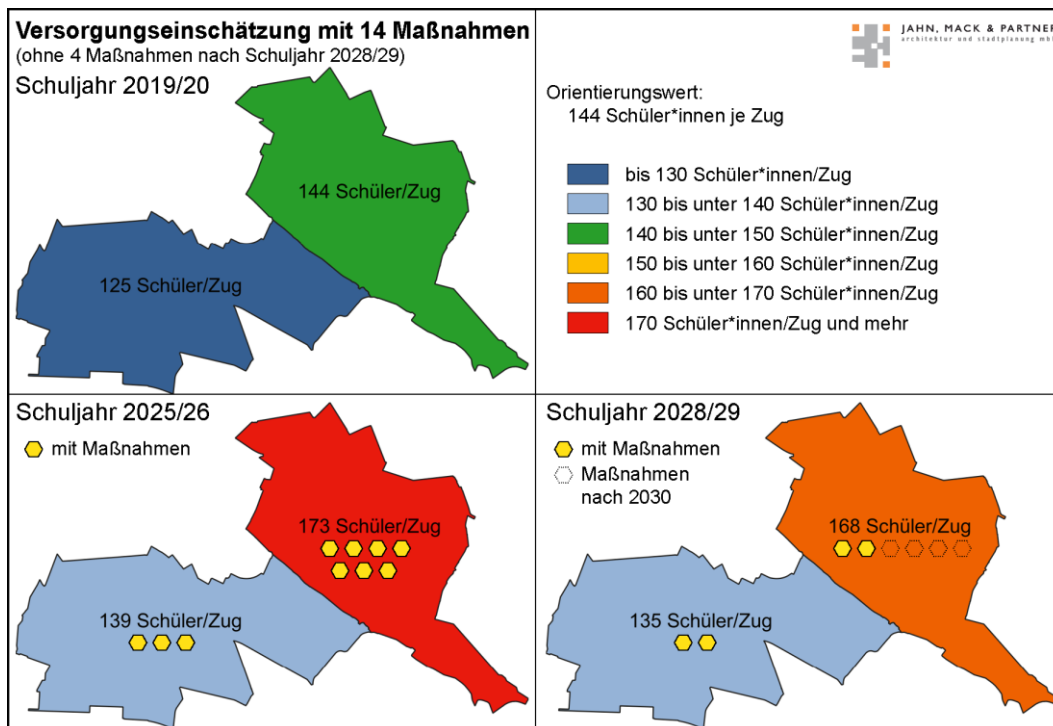 Versorgungseinschätzung mit 14 Maßnahmen
(ohne 4 Maßnahmen nach Schuljahr 2028/29)
Schuljahr 2019/20
144 Schüler/Zug
125 Schüler/Zug
JAHN, MACK & PARTNER
architektur und stadtplanung mbb
Orientierungswert:
144 Schüler*innen je Zug
bis 130 Schüler*innen/Zug
130 bis unter 140 Schüler*innen/Zug
140 bis unter 150 Schüler*innen/Zug
150 bis unter 160 Schüler*innen/Zug
160 bis unter 170 Schüler*innen/Zug
170 Schüler*innen/Zug und mehr
Schuljahr 2025/26
mit Maßnahmen
173 Schüler/Zug
139 Schüler/Zug
Schuljahr 2028/29
mit Maßnahmen
Maßnahmen
nach 2030
168 Schüler/Zug
135 Schüler/Zug